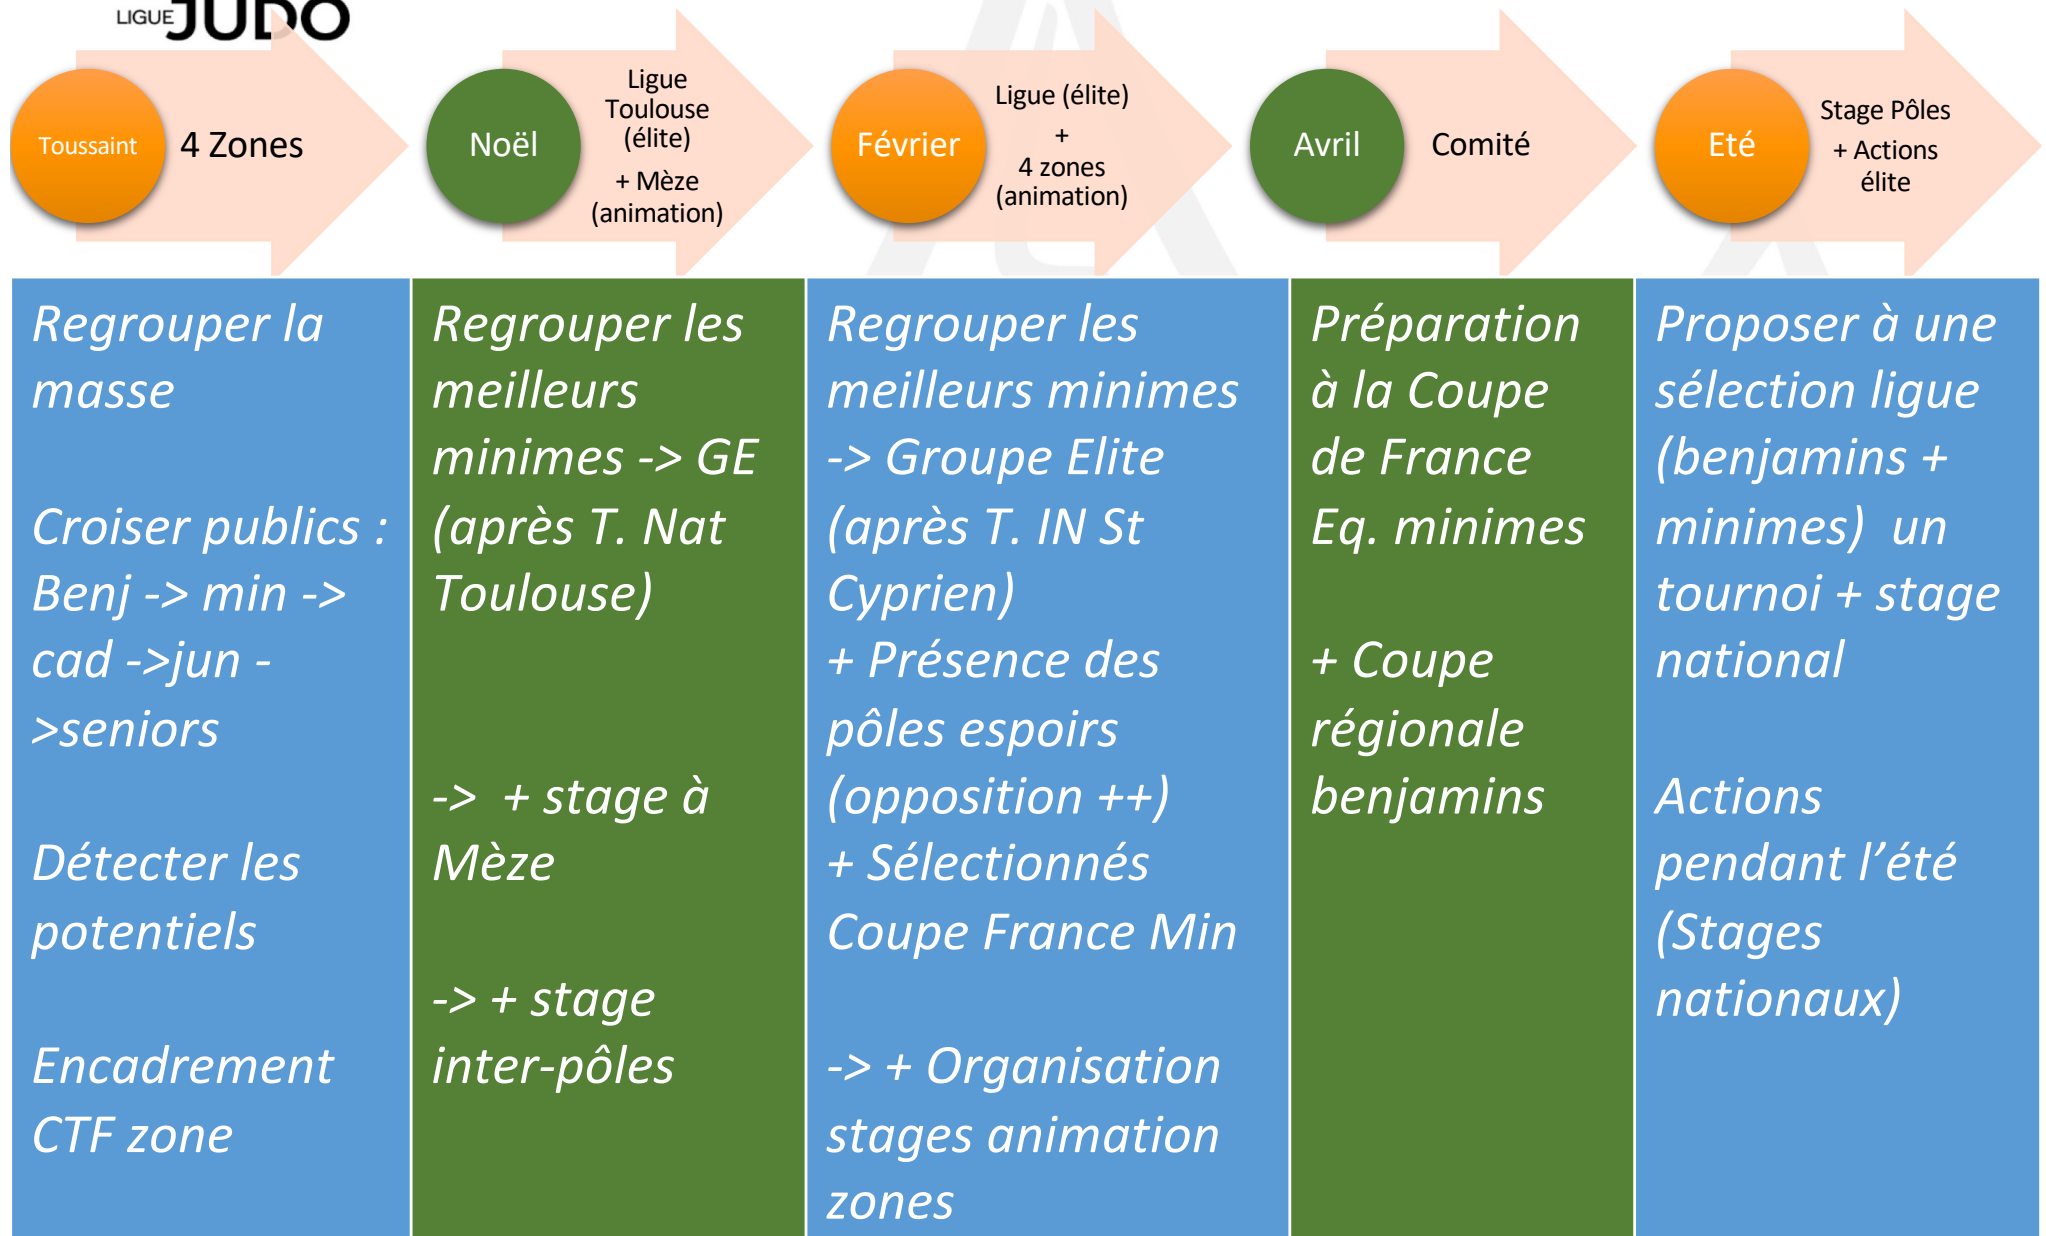 LIGUE JUDO
Toussaint
4 Zones
Noël
Ligue
Toulouse
(élite)
+ Mèze
(animation)
Février
Ligue (élite)
+
4 zones
(animation)
Avril
Comité
Eté
Stage Pôles
+ Actions
élite
Regrouper la
masse
Croiser publics :
Benj -> min ->
cad ->jun -
>seniors
Détecter les
potentiels
Encadrement
CTF zone
Regrouper les
meilleurs
minimes -> GE
(après T. Nat
Toulouse)
-> + stage à
Mèze
-> + stage
inter-pôles
Regrouper les
meilleurs minimes
-> Groupe Elite
(après T. IN St
Cyprien)
+ Présence des
pôles espoirs
(opposition ++)
+ Sélectionnés
Coupe France Min
-> + Organisation
stages animation
zones
Préparation
à la Coupe
de France
Eq. minimes
+ Coupe
régionale
benjamins
Proposer à une
sélection ligue
(benjamins +
minimes) un
tournoi + stage
national
Actions
pendant l’été
(Stages
nationaux)